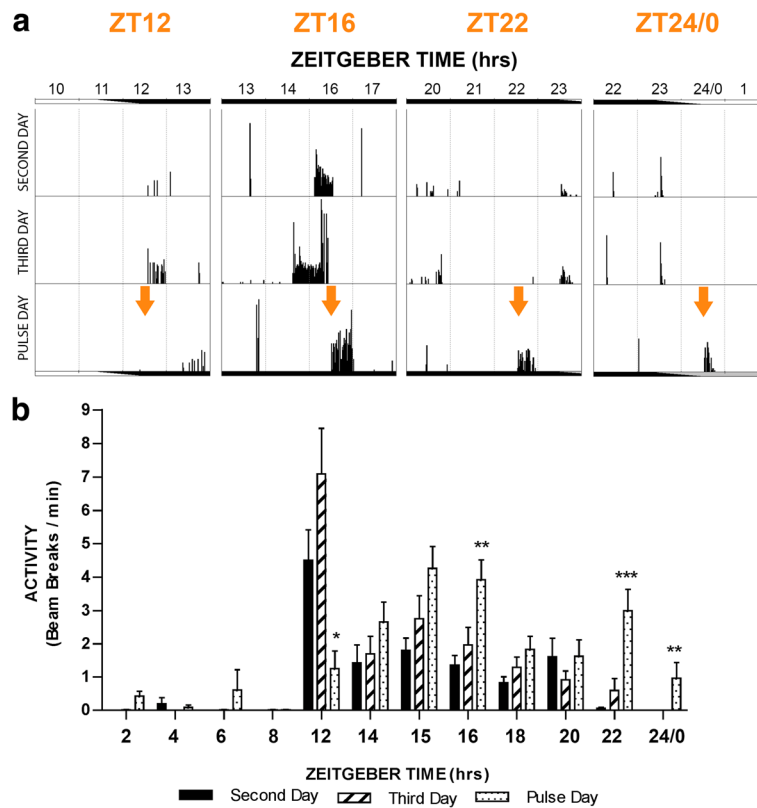 a
ZT12 ZT16 ZT22 ZT24/0
ZEITGEBER TIME (hrs)
10 11 12 13 13 14 16 17 20 21 22 23 22 23 24/0 1
SECOND DAY
THIRD DAY
PULSE DAY
b
9
8
7
6
5
4
3
2
1
0
ACTIVITY
(Beam Breaks / min)
* ** *** **
2 4 6 8 12 14 15 16 18 20 22 24/0
ZEITGEBER TIME (hrs)
Second Day Third Day Pulse Day